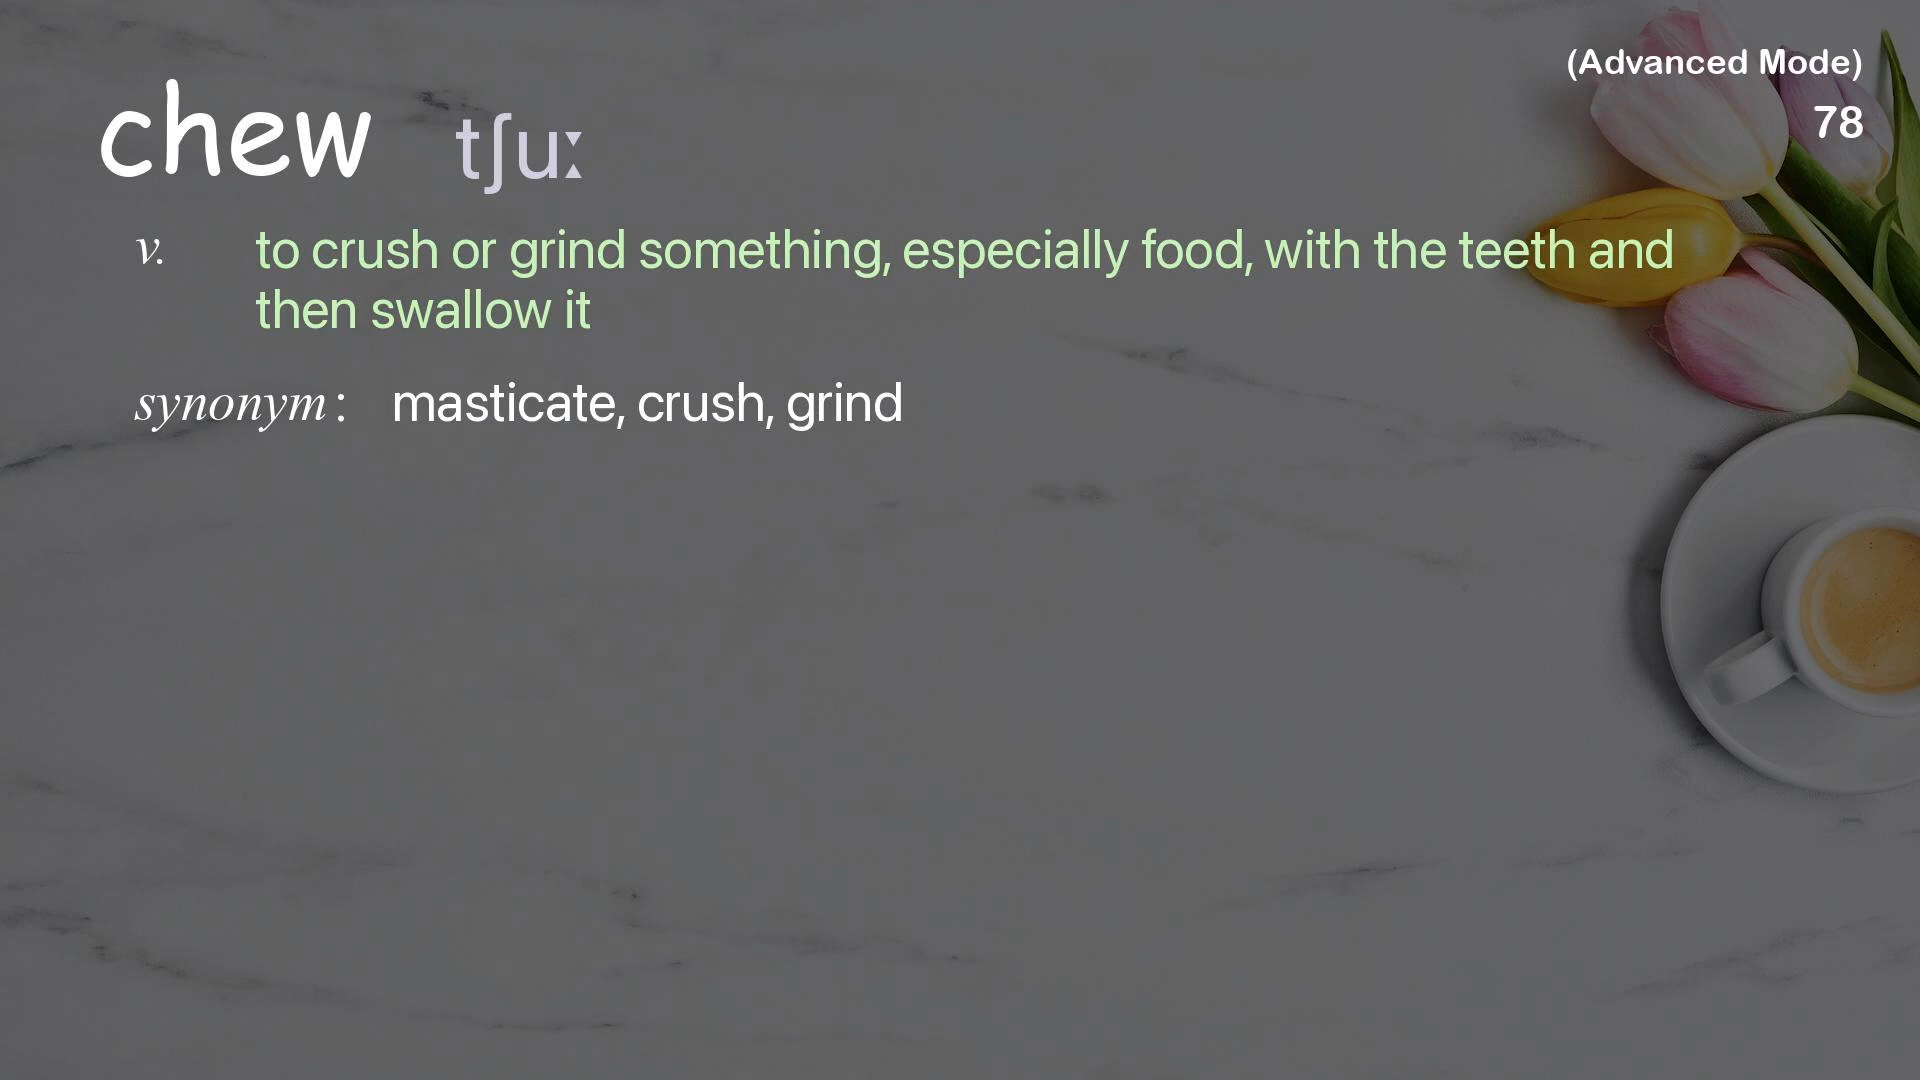 (Advanced Mode)
78
chew tʃuː
v. to crush or grind something, especially food, with the teeth and
then swallow it
synonym : masticate, crush, grind